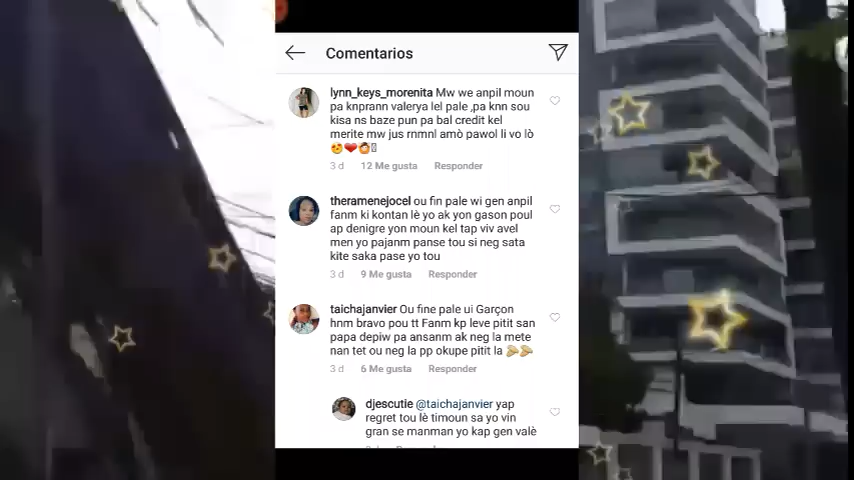 Comentarios
lynn_keys_morenita Mw we anpil moun
pa knprann valerya lel pale ,pa knn sou
kisa ns baze pun pa bal credit kel
merite mw jus rnmnl amò pawol li vo lò
3 d 12 Me gusta Responder
theramenejocel ou fin pale wi gen anpil
fanm ki kontan lè yo ak yon gason poul
ap denigre yon moun kel tap viv avel
men yo pajanm panse tou si neg sata
kite saka pase yo tou
3 d 9 Me gusta Responder
taichajanvier Ou fine pale ui Garçon
hnm bravo pou tt Fanm kp leve pitit san
papa depiw pa ansanm ak neg la mete
nan tet ou neg la pp okupe pitit la
3 d 6 Me gusta Responder
djescutie @taichajanvier yap
regret tou lè timoun sa yo vin
gran se manman yo kap gen valè